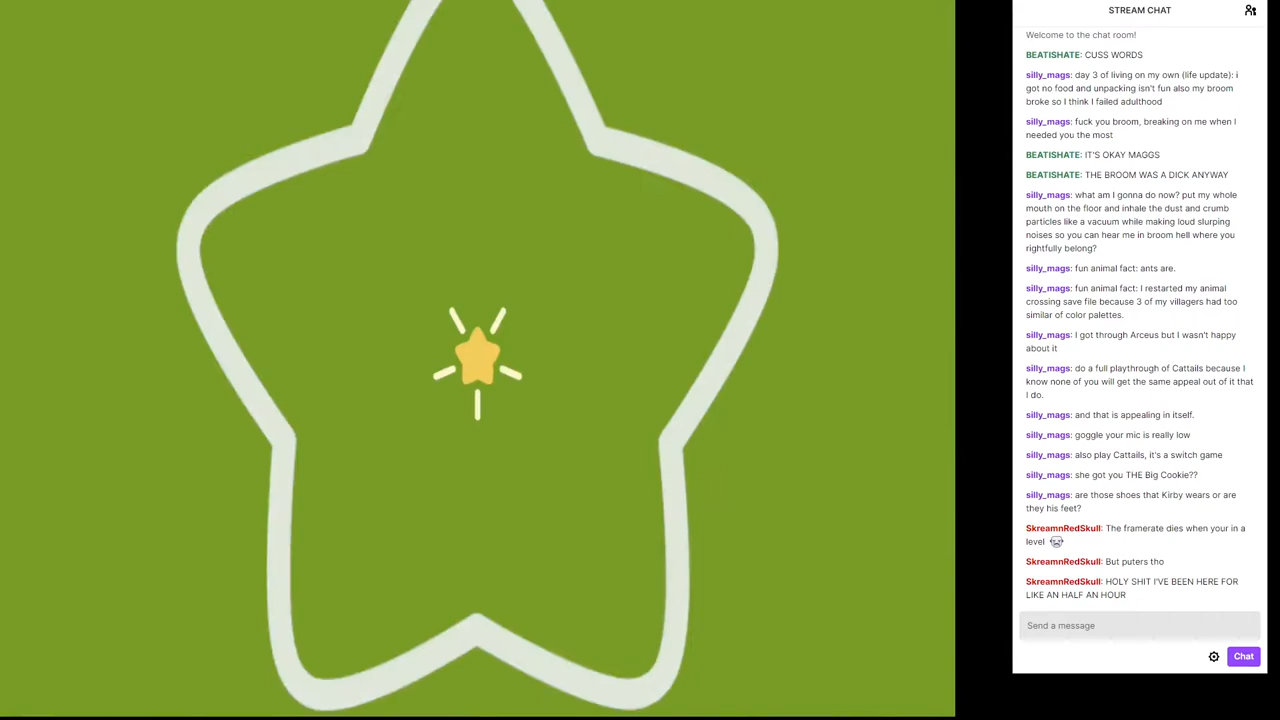 STREAM CHAT
Welcome to the chat room!
BEATISHATE: CUSS WORDS
silly_mags: day 3 of living on my own (life update): i
got no food and unpacking isn't fun also my broom
broke so I think I failed adulthood
silly_mags: fuck you broom, breaking on me when I
needed you the most
BEATISHATE: IT'S OKAY MAGGS
BEATISHATE: THE BROOM WAS A DICK ANYWAY
silly_mags: what am I gonna do now? put my whole
mouth on the floor and inhale the dust and crumb
particles like a vacuum while making loud slurping
noises so you can hear me in broom hell where you
rightfully belong?
silly_mags: fun animal fact: ants are.
silly_mags: fun animal fact: I restarted my animal
crossing save file because 3 of my villagers had too
similar of color palettes.
silly_mags: I got through Arceus but I wasn't happy
about it
silly_mags: do a full playthrough of Cattails because I
know none of you will get the same appeal out of it that
I do.
silly_mags: and that is appealing in itself.
silly_mags: goggle your mic is really low
silly_mags: also play Cattails, it's a switch game
silly_mags: she got you THE Big Cookie??
silly_mags: are those shoes that Kirby wears or are
they his feet?
SkreamnRedSkull: The framerate dies when your in a
level
SkreamnRedSkull: But puters tho
SkreamnRedSkull: HOLY SHIT I'VE BEEN HERE FOR
LIKE AN HALF AN HOUR
Send a message
Chat